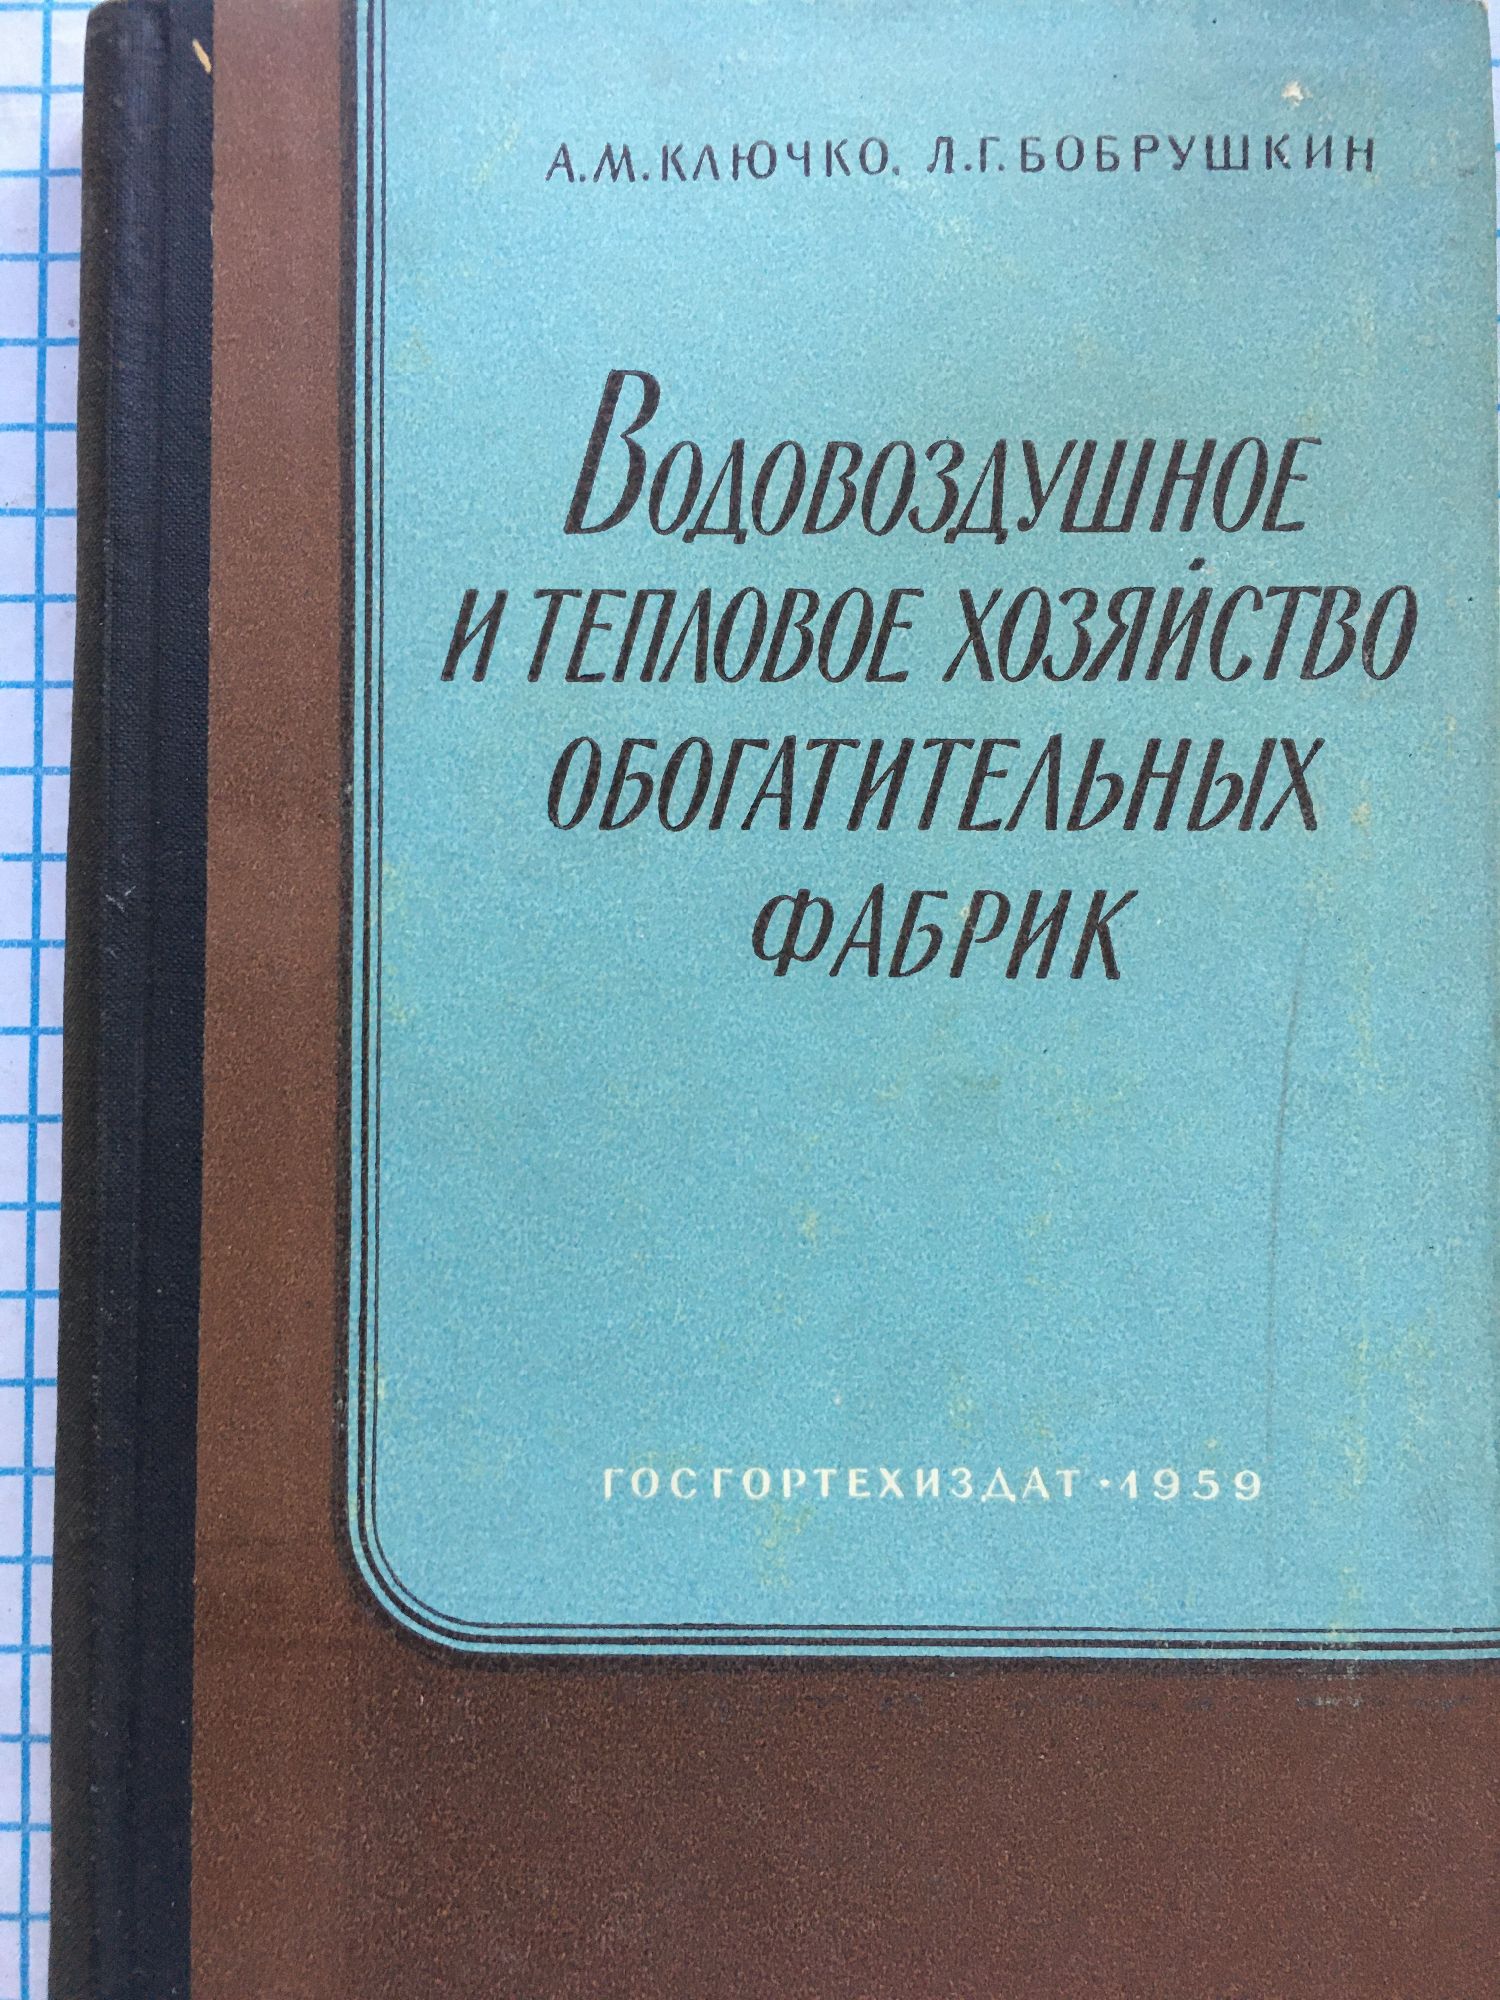 А.М.КЛЮЧКО, Л.Г.БОБРУШКИН
ВОДОВОЗДУШНОЕ
И ТЕПЛОВОЕ ХОЗЯЙСТВО
ОБОГАТИТЕЛЬНЫХ
ФАБРИК
ГОСГОРТЕХИЗДАТ · 1959